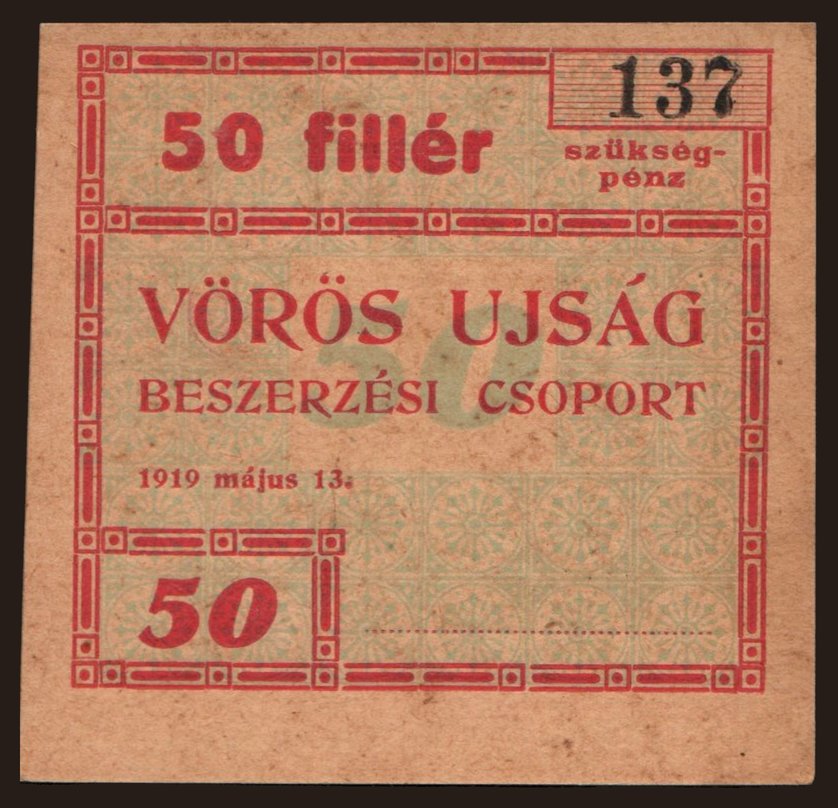 137
50 fillér
szükség-
pénz
50
VÖRÖS UJSÁG
BESZERZÉSI CSOPORT
1919 május 13.
50